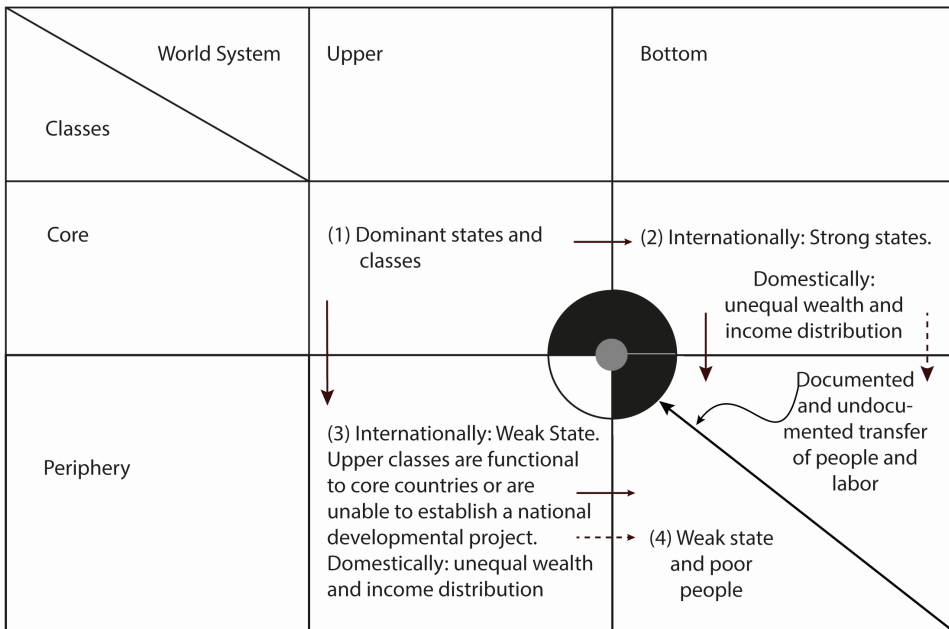 World System
Classes
Upper
Bottom
Core
(1) Dominant states and
classes
(2) Internationally: Strong states.
Domestically:
unequal wealth and
income distribution
Periphery
(3) Internationally: Weak State.
Upper classes are functional
to core countries or are
unable to establish a national
developmental project.
Domestically: unequal wealth
and income distribution
Documented
and undocu-
mented transfer
of people and
labor
(4) Weak state
and poor
people